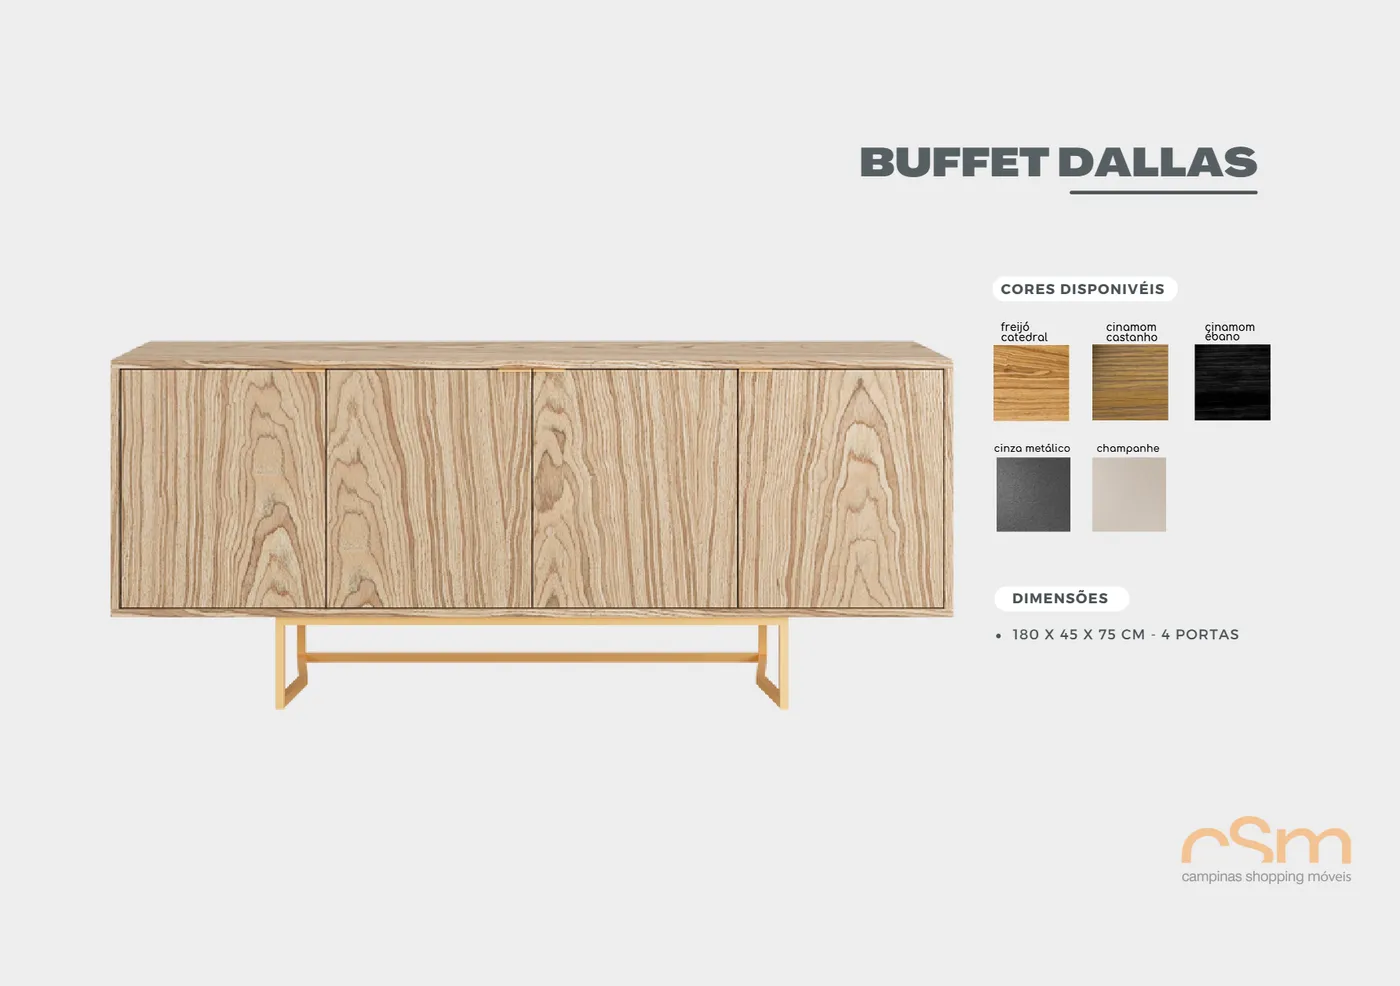 BUFFET DALLAS
CORES DISPONIVÉIS
freijó
catedral
cinamom
castanho
cinamom
ébano
cinza metálico
champanhe
DIMENSÕES
• 180 X 45 X 75 CM - 4 PORTAS
rsm
campinas shopping móveis